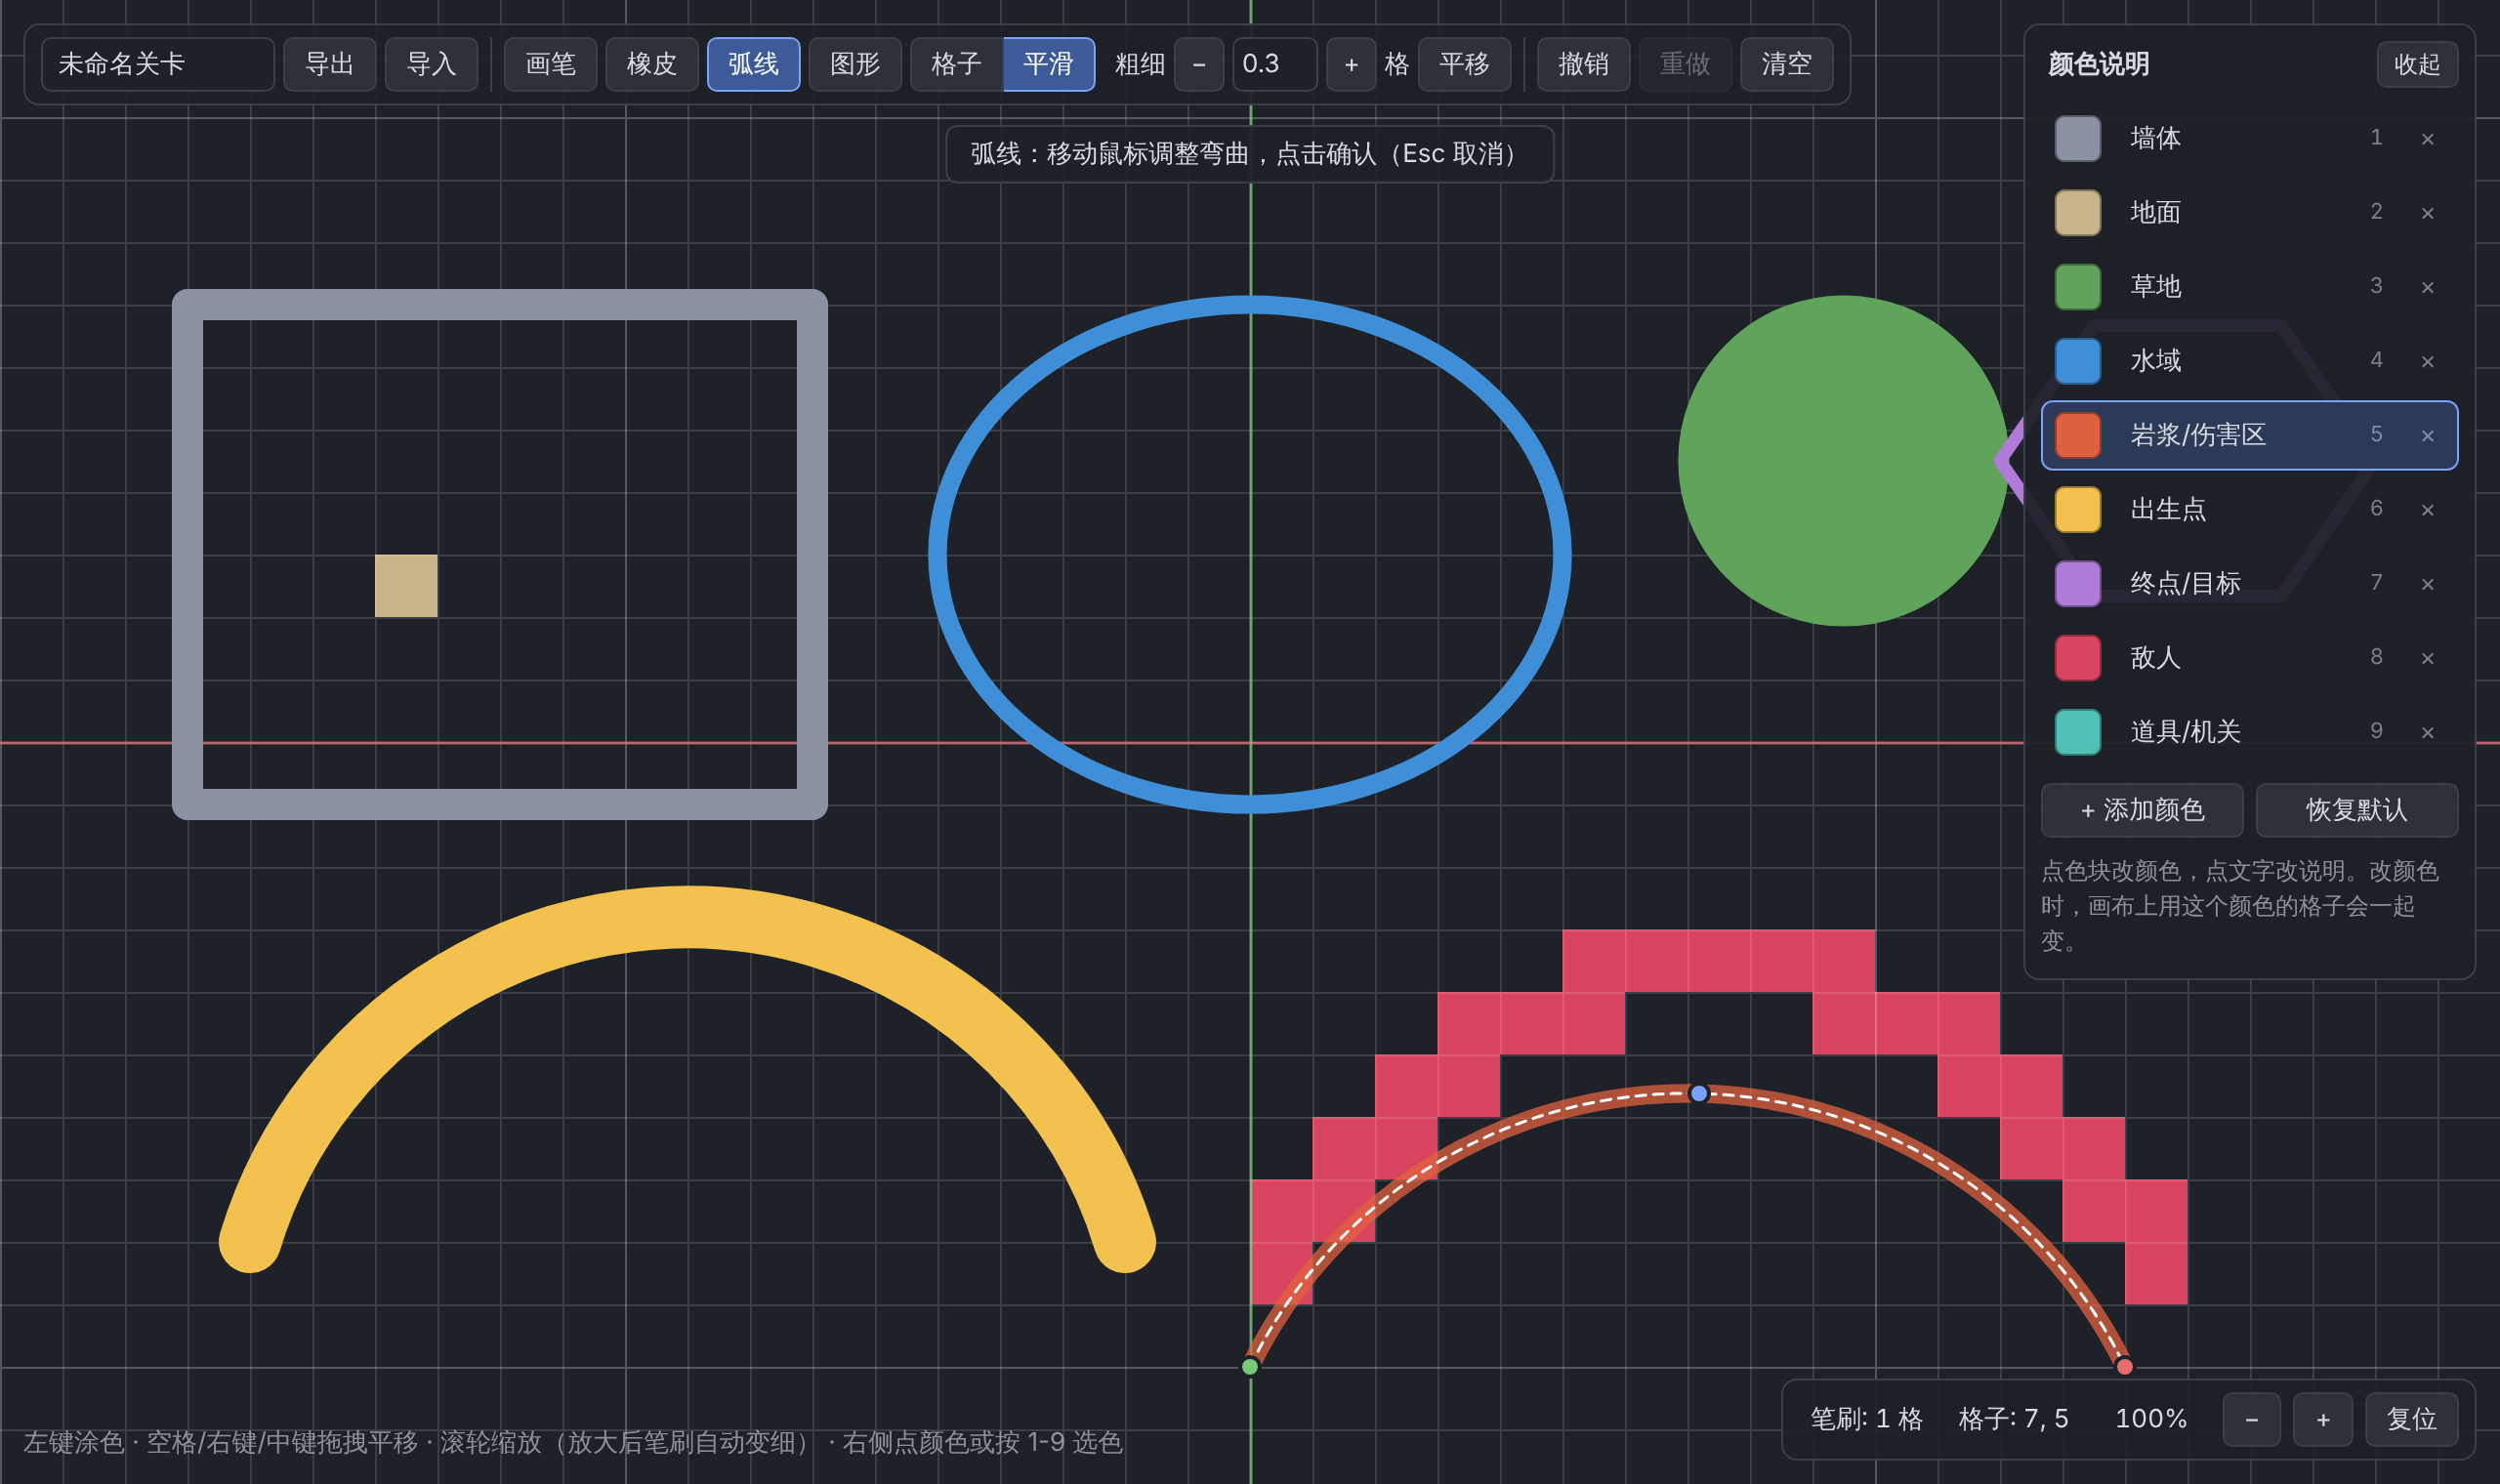 未命名关卡 导出 导入 画笔 橡皮 弧线 图形 格子 平滑 粗细 − 0.3 + 格 平移 撤销 重做 清空
弧线：移动鼠标调整弯曲，点击确认（Esc 取消）
颜色说明 收起
墙体 1 ×
地面 2 ×
草地 3 ×
水域 4 ×
岩浆/伤害区 5 ×
出生点 6 ×
终点/目标 7 ×
敌人 8 ×
道具/机关 9 ×
+ 添加颜色 恢复默认
点色块改颜色，点文字改说明。改颜色
时，画布上用这个颜色的格子会一起
变。
笔刷: 1 格 格子: 7, 5 100% − + 复位
左键涂色 · 空格/右键/中键拖拽平移 · 滚轮缩放（放大后笔刷自动变细） · 右侧点颜色或按 1-9 选色